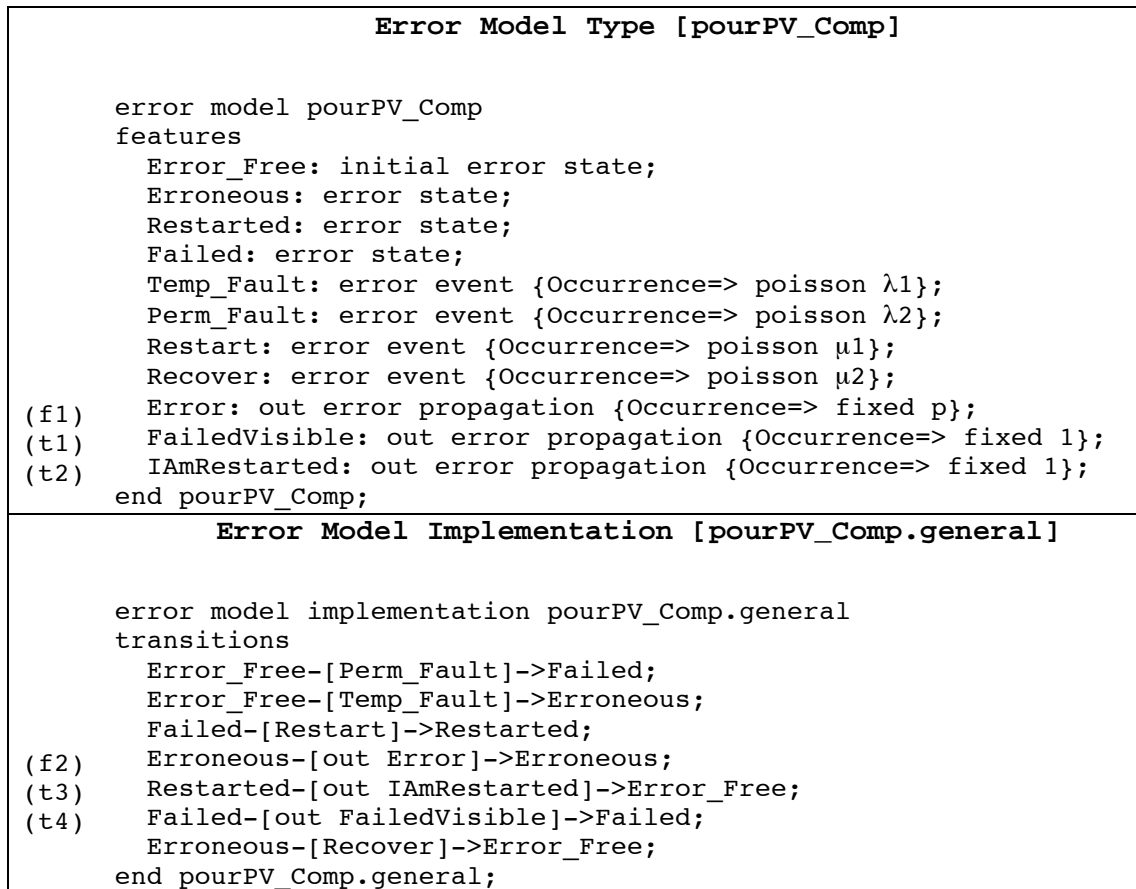 Error Model Type [pourPV_Comp]
error model pourPV_Comp
features
Error_Free: initial error state;
Erroneous: error state;
Restarted: error state;
Failed: error state;
Temp_Fault: error event {Occurrence=> poisson λ1};
Perm_Fault: error event {Occurrence=> poisson λ2};
Restart: error event {Occurrence=> poisson μ1};
Recover: error event {Occurrence=> poisson μ2};
(f1) Error: out error propagation {Occurrence=> fixed p};
(t1) FailedVisible: out error propagation {Occurrence=> fixed 1};
(t2) IAmRestarted: out error propagation {Occurrence=> fixed 1};
end pourPV_Comp;
Error Model Implementation [pourPV_Comp.general]
error model implementation pourPV_Comp.general
transitions
Error_Free-[Perm_Fault]->Failed;
Error_Free-[Temp_Fault]->Erroneous;
Failed-[Restart]->Restarted;
(f2) Erroneous-[out Error]->Erroneous;
(t3) Restarted-[out IAmRestarted]->Error_Free;
(t4) Failed-[out FailedVisible]->Failed;
Erroneous-[Recover]->Error_Free;
end pourPV_Comp.general;